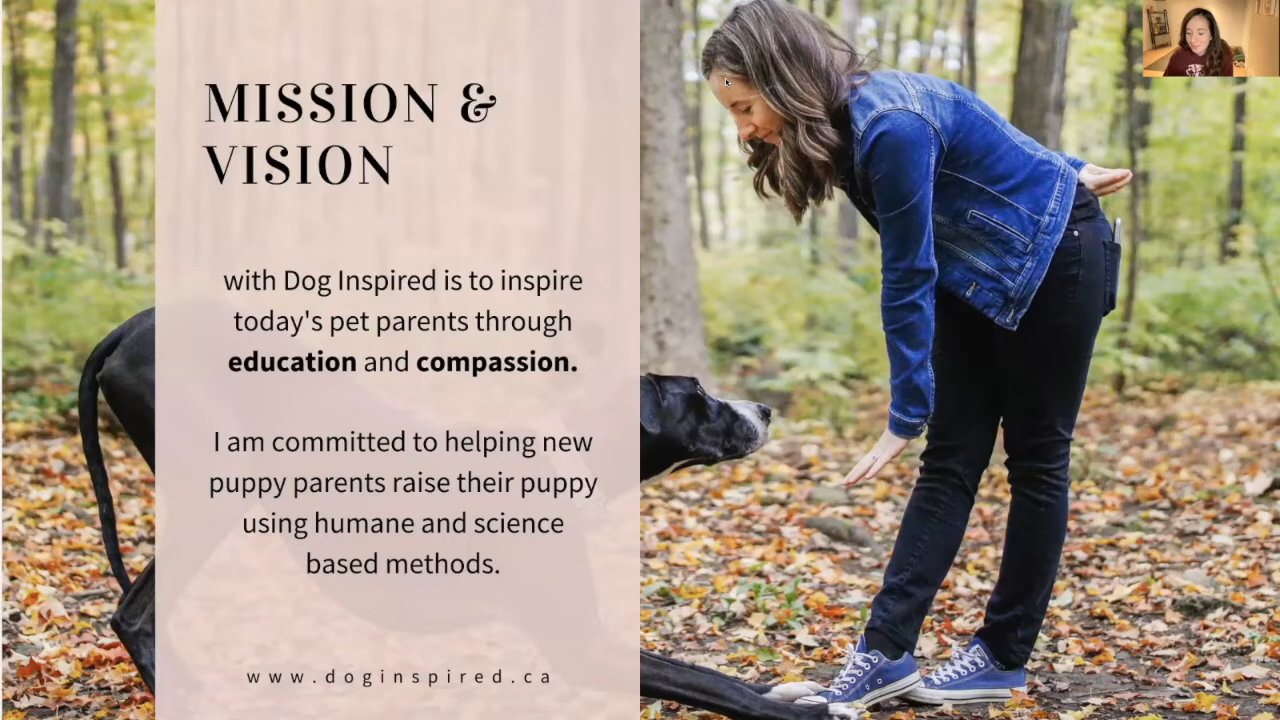 MISSION &
VISION
with Dog Inspired is to inspire
today's pet parents through
education and compassion.
I am committed to helping new
puppy parents raise their puppy
using humane and science
based methods.
www.doginspired.ca